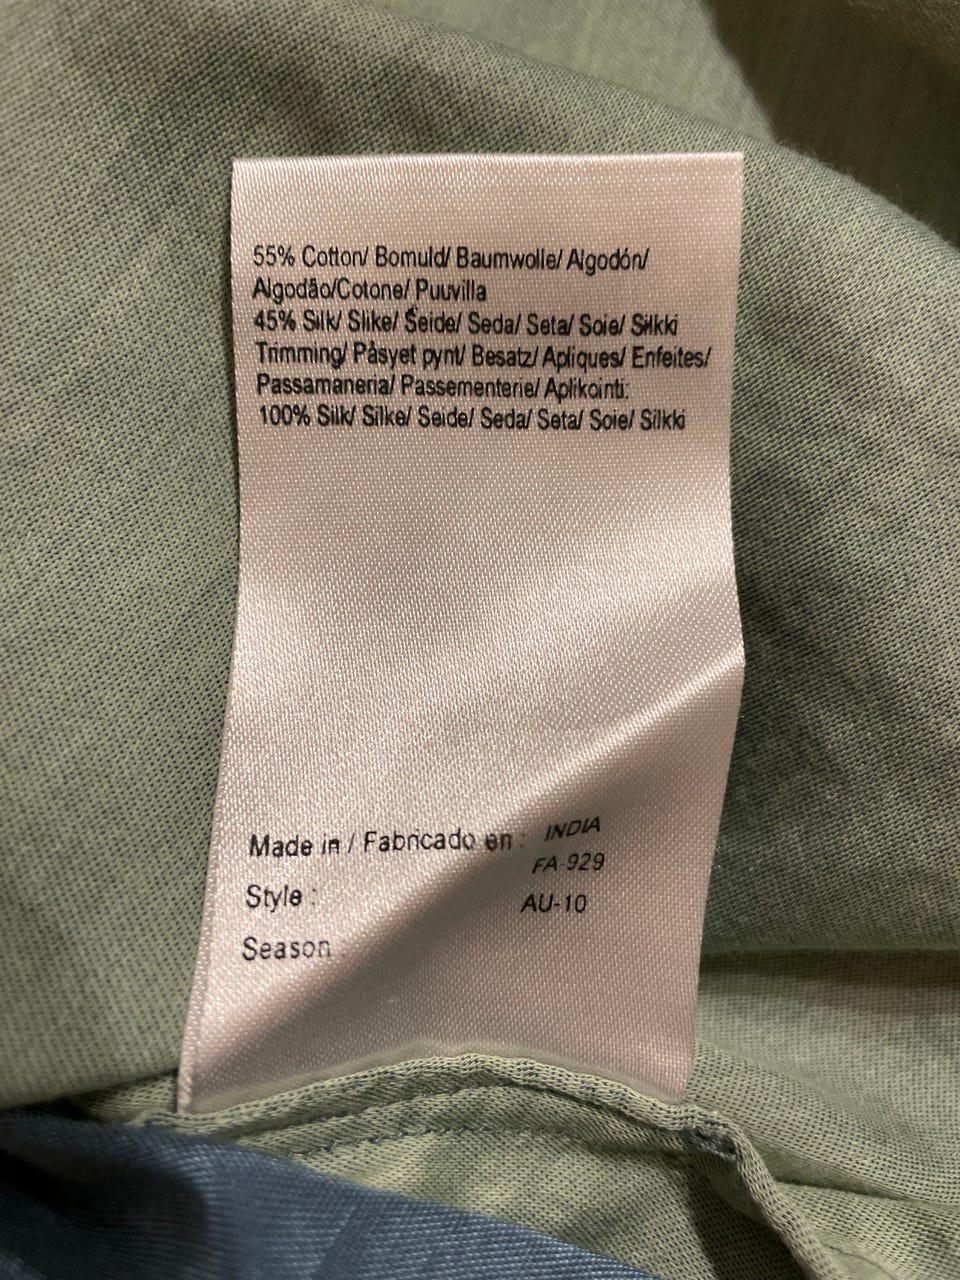 55% Cotton/ Bomuld/ Baumwolle/ Algodón/
Algodão/Cotone/ Puuvilla
45% Silk/ Slike/ Seide/ Seda/ Seta/ Soie/ Silkki
Trimming/ Påsyet pynt/ Besatz/ Apliques/ Enfeites/
Passamaneria/ Passementerie/ Aplikointi:
100% Silk/ Silke/ Seide/ Seda/ Seta/ Soie/ Silkki
Made in / Fabricado en : INDIA
Style : FA-929
Season : AU-10